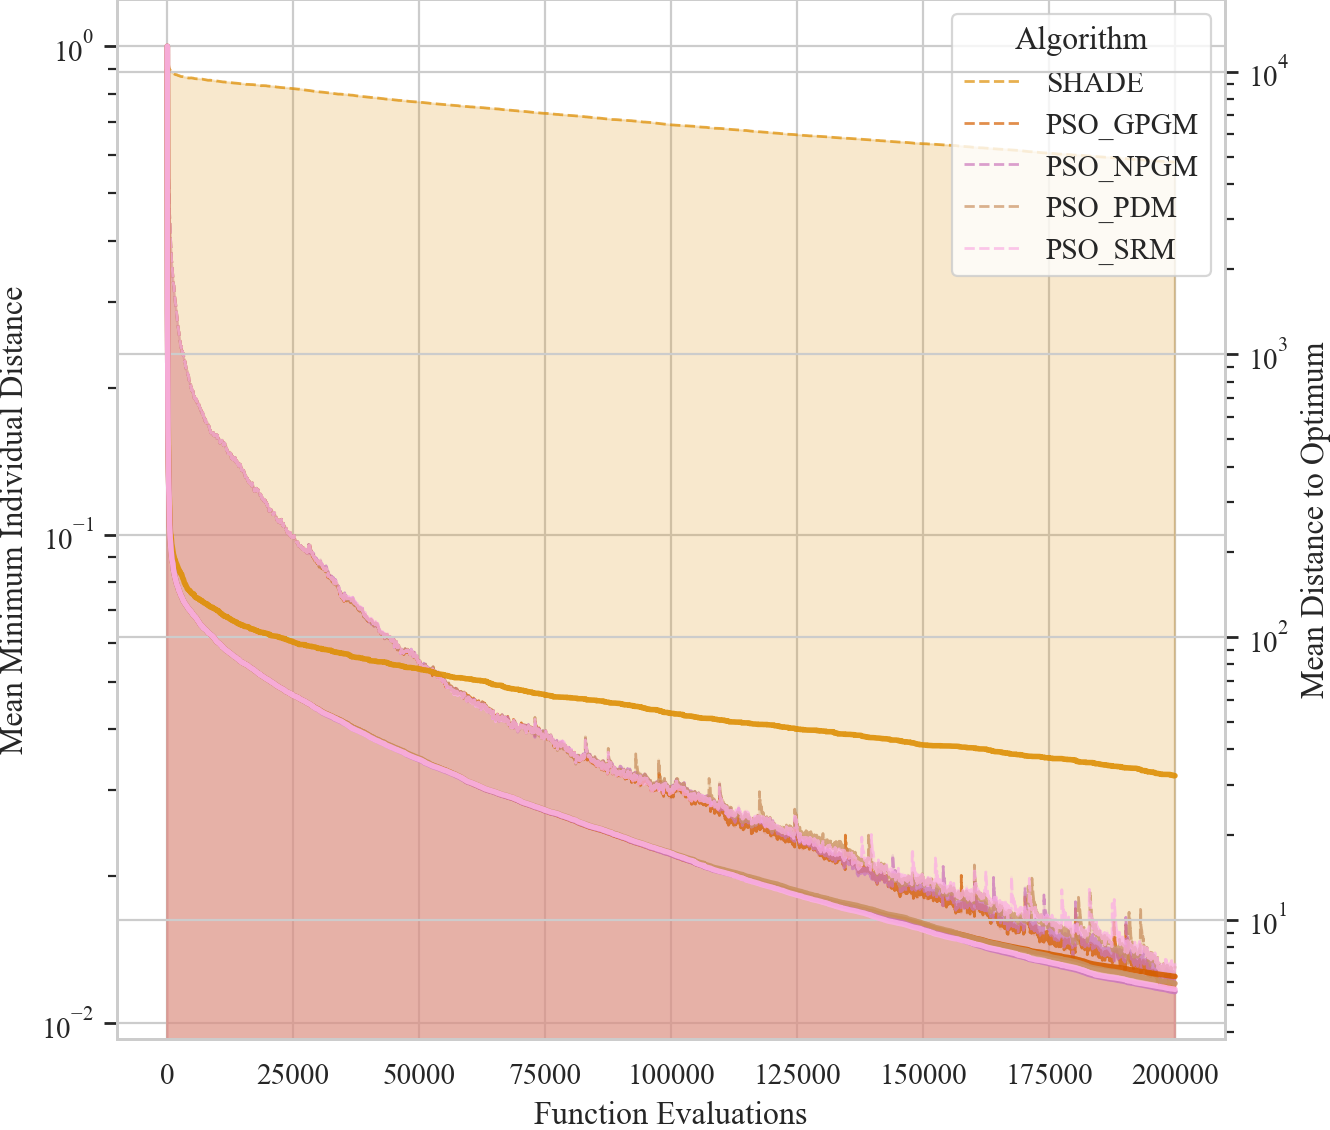 Algorithm
SHADE
PSO_GPGM
PSO_NPGM
PSO_PDM
PSO_SRM
10^0
10^−1
10^−2
Mean Minimum Individual Distance
10^4
10^3
10^2
10^1
Mean Distance to Optimum
0 25000 50000 75000 100000 125000 150000 175000 200000
Function Evaluations